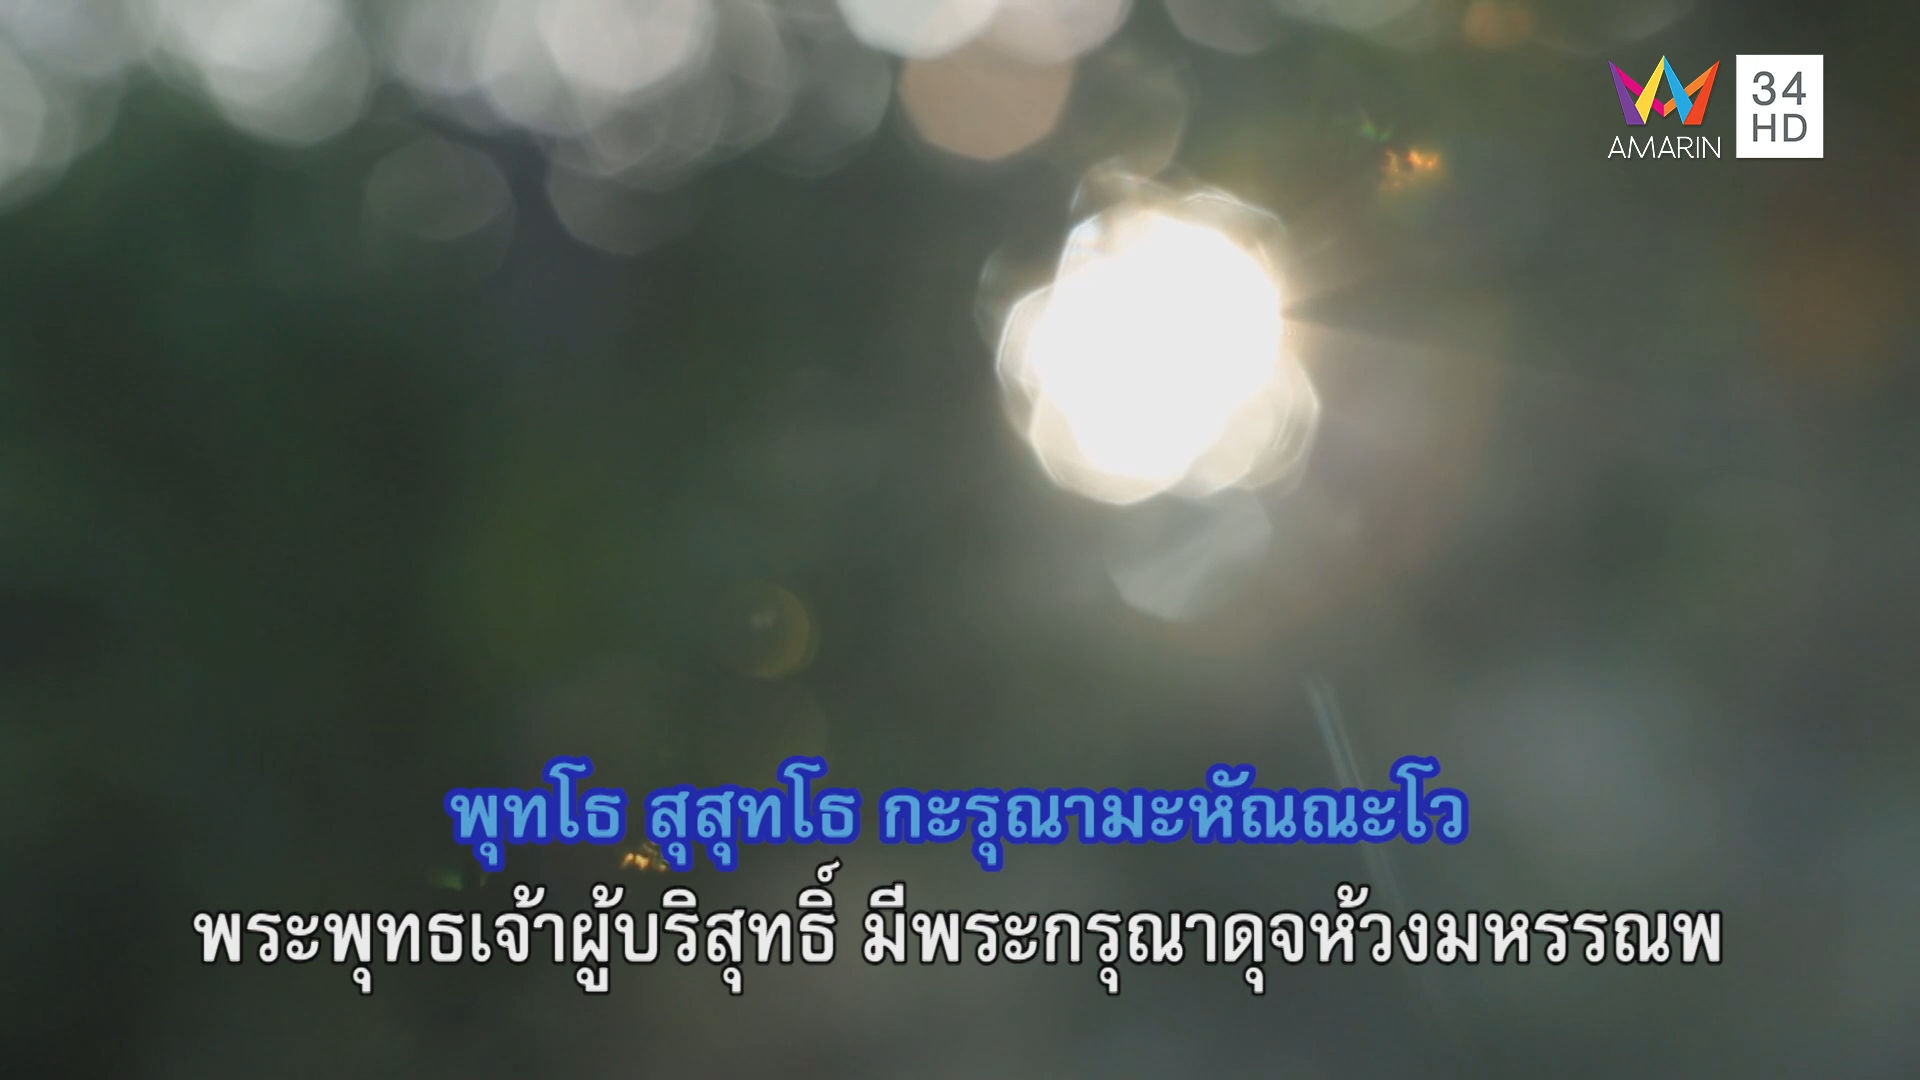 AMARIN
34
HD
พุทโธ สุสุทโธ กะรุณามะหัณณะโว
พระพุทธเจ้าผู้บริสุทธิ์ มีพระกรุณาดุจห้วงมหรรณพ